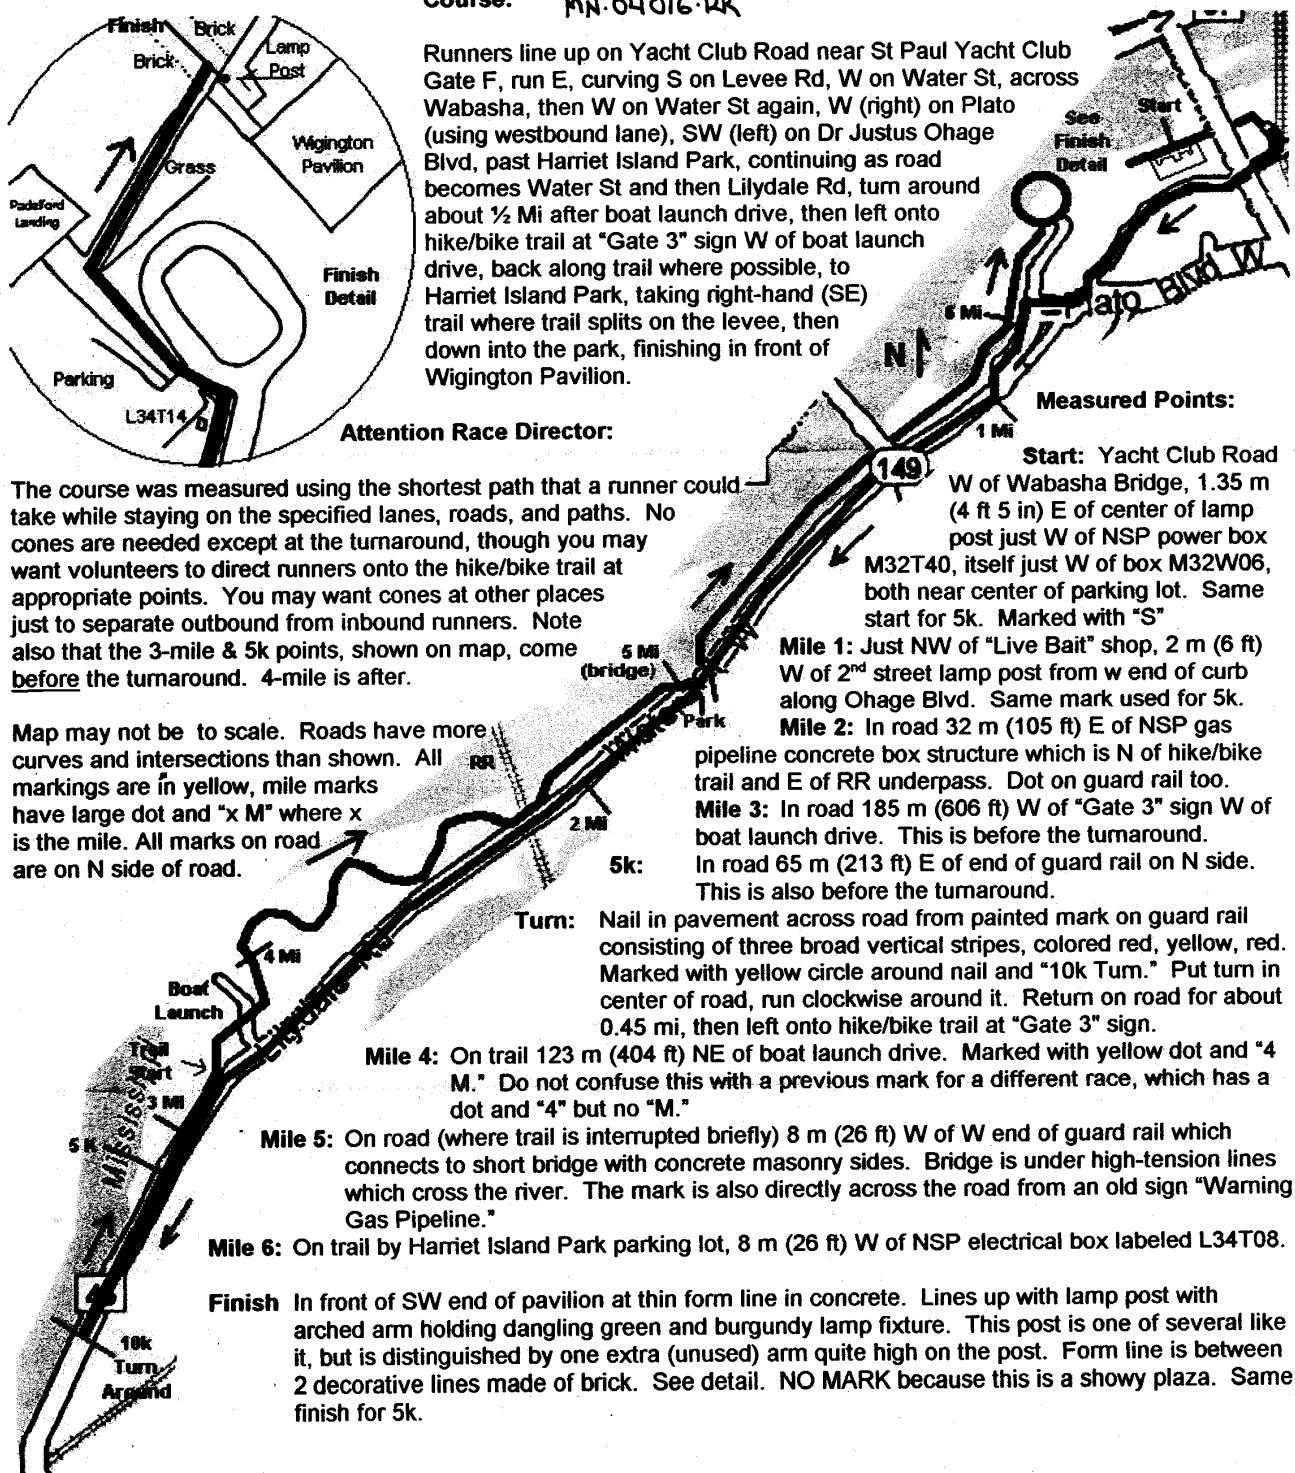 Course: MN-04016-RK
Runners line up on Yacht Club Road near St Paul Yacht Club
Gate F, run E, curving S on Levee Rd, W on Water St, across
Wabasha, then W on Water St again, W (right) on Plato
(using westbound lane), SW (left) on Dr Justus Ohage
Blvd, past Harriet Island Park, continuing as road
becomes Water St and then Lilydale Rd, turn around
about ½ Mi after boat launch drive, then left onto
hike/bike trail at "Gate 3" sign W of boat launch
drive, back along trail where possible, to
Harriet Island Park, taking right-hand (SE)
trail where trail splits on the levee, then
down into the park, finishing in front of
Wigington Pavilion.
Finish
Brick
Brick
Lamp
Post
Wigington
Pavilion
Grass
Padelford
Landing
Finish
Detail
Parking
L34T14
Start
See
Finish
Detail
Plato Blvd W
6 Mi
N
1 Mi
149
Attention Race Director:
The course was measured using the shortest path that a runner could
take while staying on the specified lanes, roads, and paths. No
cones are needed except at the turnaround, though you may
want volunteers to direct runners onto the hike/bike trail at
appropriate points. You may want cones at other places
just to separate outbound from inbound runners. Note
also that the 3-mile & 5k points, shown on map, come
before the turnaround. 4-mile is after.
Map may not be to scale. Roads have more
curves and intersections than shown. All
markings are in yellow, mile marks
have large dot and "x M" where x
is the mile. All marks on road
are on N side of road.
5 Mi
(bridge)
Park
RR
2 Mi
4 Mi
Boat
Launch
Lilydale Rd
Trail
Start
3 Mi
5 K
Mississippi
10k
Turn
Around
Measured Points:
Start: Yacht Club Road
W of Wabasha Bridge, 1.35 m
(4 ft 5 in) E of center of lamp
post just W of NSP power box
M32T40, itself just W of box M32W06,
both near center of parking lot. Same
start for 5k. Marked with "S"
Mile 1: Just NW of "Live Bait" shop, 2 m (6 ft)
W of 2nd street lamp post from w end of curb
along Ohage Blvd. Same mark used for 5k.
Mile 2: In road 32 m (105 ft) E of NSP gas
pipeline concrete box structure which is N of hike/bike
trail and E of RR underpass. Dot on guard rail too.
Mile 3: In road 185 m (606 ft) W of "Gate 3" sign W of
boat launch drive. This is before the turnaround.
5k: In road 65 m (213 ft) E of end of guard rail on N side.
This is also before the turnaround.
Turn: Nail in pavement across road from painted mark on guard rail
consisting of three broad vertical stripes, colored red, yellow, red.
Marked with yellow circle around nail and "10k Turn." Put turn in
center of road, run clockwise around it. Return on road for about
0.45 mi, then left onto hike/bike trail at "Gate 3" sign.
Mile 4: On trail 123 m (404 ft) NE of boat launch drive. Marked with yellow dot and "4
M." Do not confuse this with a previous mark for a different race, which has a
dot and "4" but no "M."
Mile 5: On road (where trail is interrupted briefly) 8 m (26 ft) W of W end of guard rail which
connects to short bridge with concrete masonry sides. Bridge is under high-tension lines
which cross the river. The mark is also directly across the road from an old sign "Warning
Gas Pipeline."
Mile 6: On trail by Harriet Island Park parking lot, 8 m (26 ft) W of NSP electrical box labeled L34T08.
Finish In front of SW end of pavilion at thin form line in concrete. Lines up with lamp post with
arched arm holding dangling green and burgundy lamp fixture. This post is one of several like
it, but is distinguished by one extra (unused) arm quite high on the post. Form line is between
2 decorative lines made of brick. See detail. NO MARK because this is a showy plaza. Same
finish for 5k.